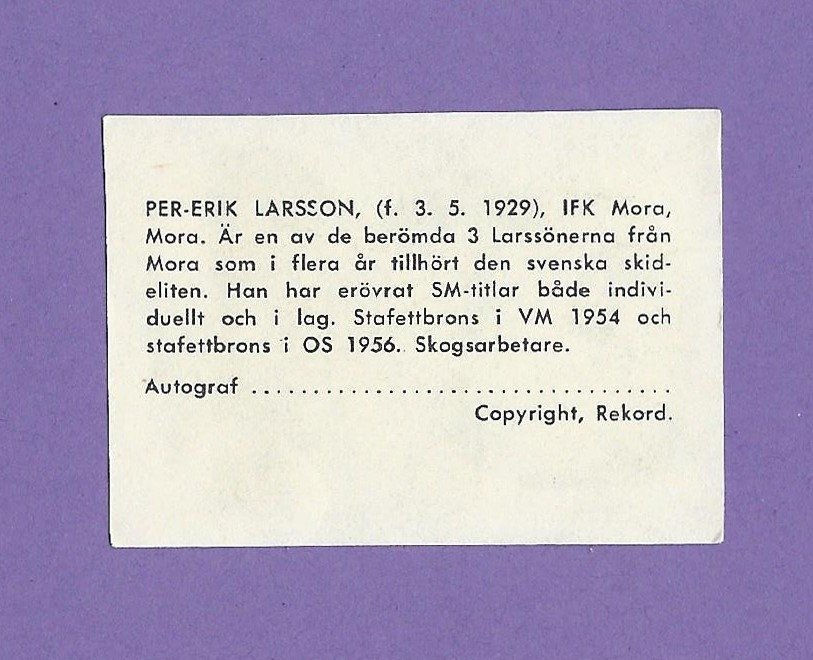 PER-ERIK LARSSON, (f. 3. 5. 1929), IFK Mora,
Mora. Är en av de berömda 3 Larssönerna från
Mora som i flera år tillhört den svenska skid-
eliten. Han har erövrat SM-titlar både indivi-
duellt och i lag. Stafettbrons i VM 1954 och
stafettbrons i OS 1956. Skogsarbetare.
Autograf ..................................
Copyright, Rekord.